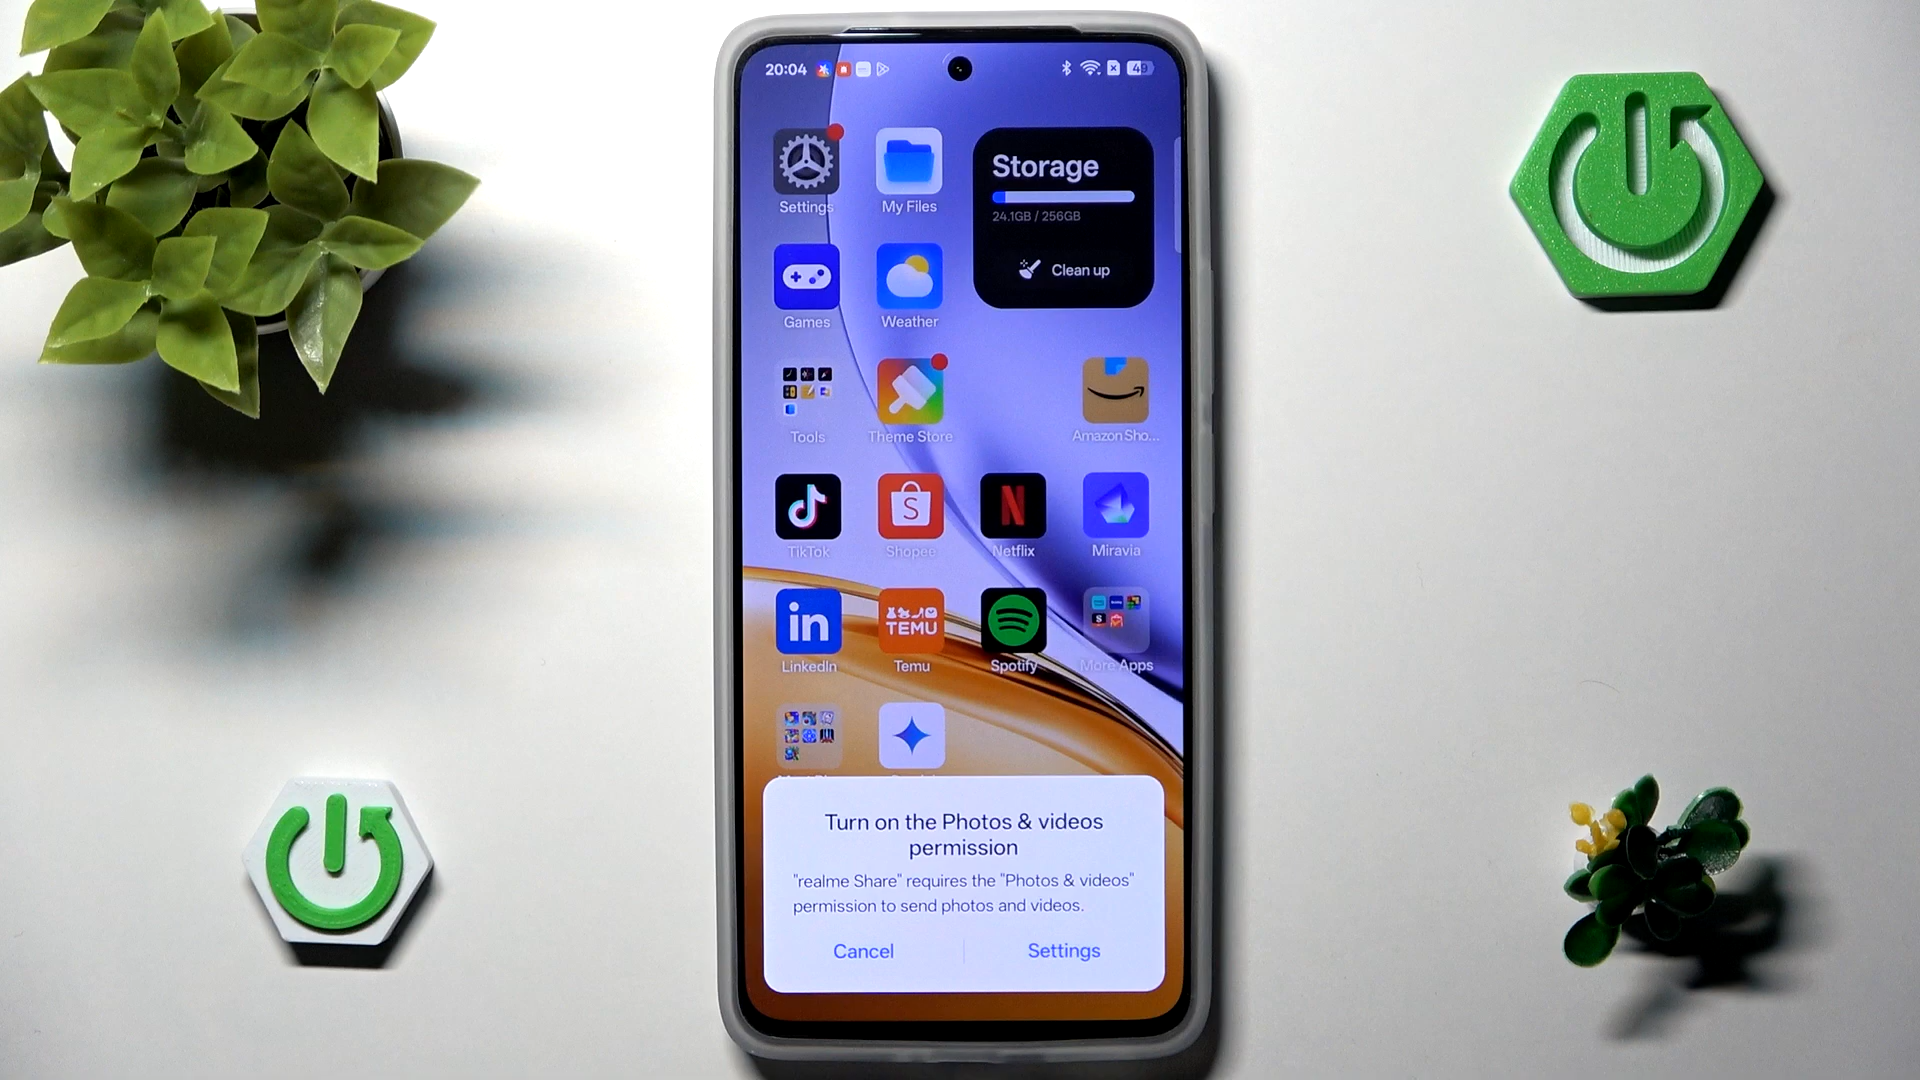 20:04
49
Storage
24.1GB / 256GB
Clean up
Settings
My Files
Games
Weather
Tools
Theme Store
Amazon Sho...
TikTok
Shopee
Netflix
Miravia
in
TEMU
LinkedIn
Temu
Spotify
More Apps
Turn on the Photos & videos
permission
"realme Share" requires the "Photos & videos"
permission to send photos and videos.
Cancel
Settings